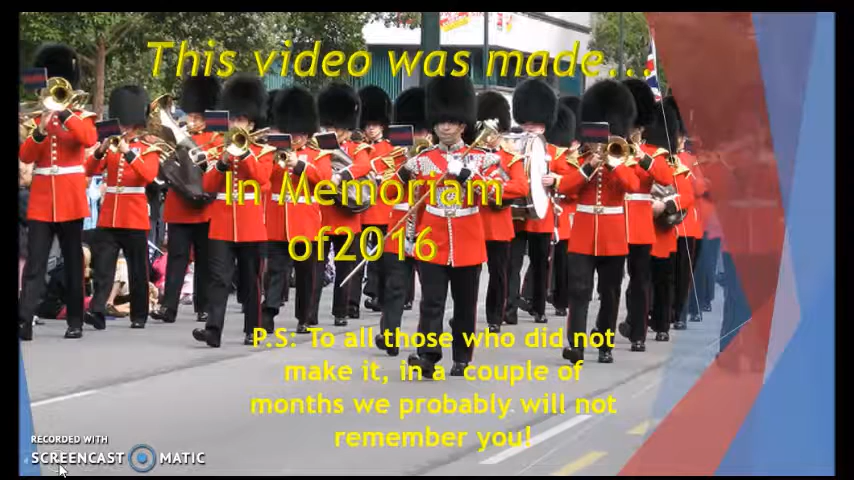 This video was made...
In Memoriam
of2016
P.S: To all those who did not
make it, in a couple of
months we probably will not
remember you!
RECORDED WITH
SCREENCAST MATIC